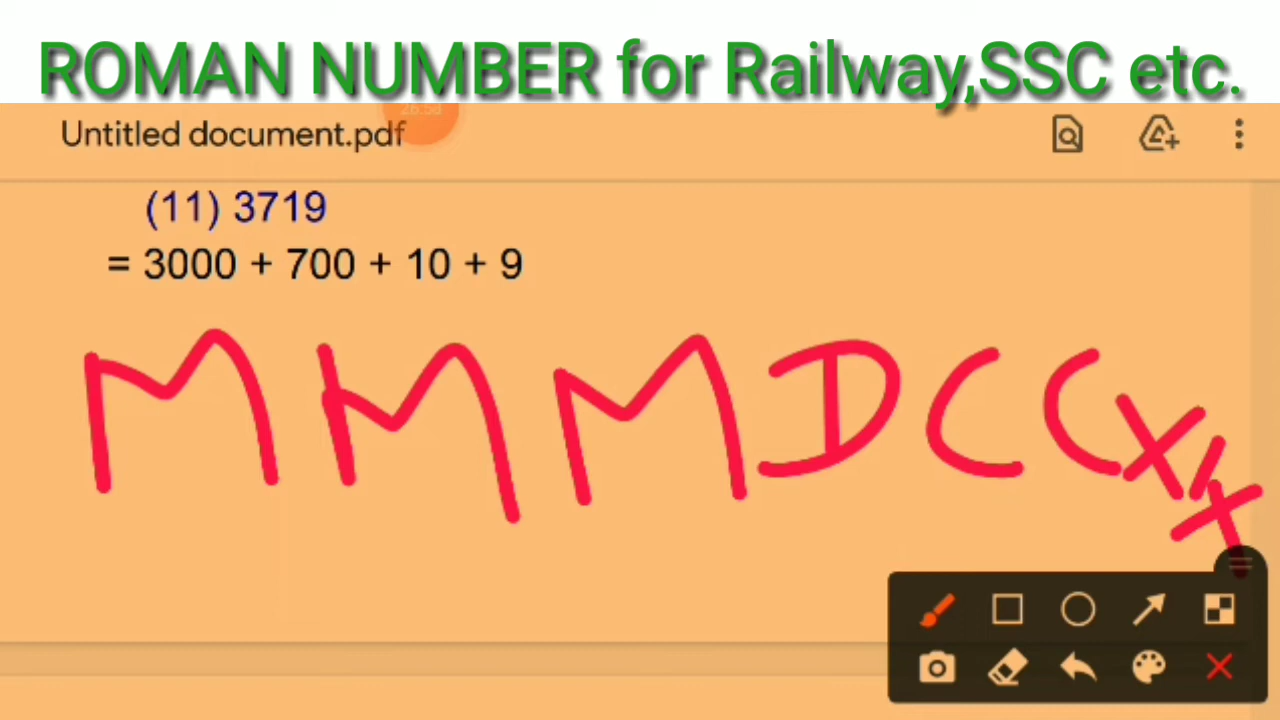 ROMAN NUMBER for Railway,SSC etc.
Untitled document.pdf
(11) 3719
= 3000 + 700 + 10 + 9
MMMDCCXIX